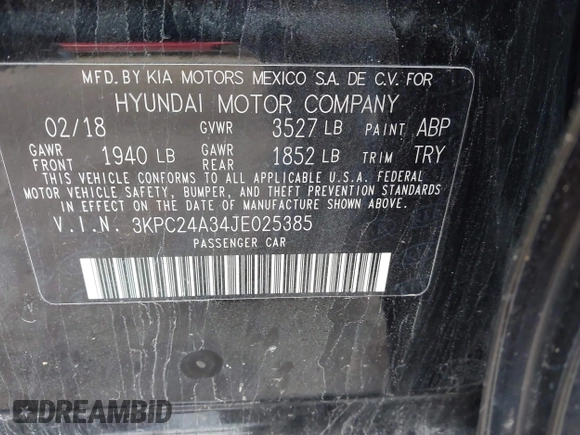 MFD. BY KIA MOTORS MEXICO S.A. DE C.V. FOR
HYUNDAI MOTOR COMPANY
02/18 GVWR 3527 LB PAINT ABP
GAWR FRONT 1940 LB GAWR REAR 1852 LB TRIM TRY
THIS VEHICLE CONFORMS TO ALL APPLICABLE U.S.A. FEDERAL
MOTOR VEHICLE SAFETY, BUMPER, AND THEFT PREVENTION STANDARDS
IN EFFECT ON THE DATE OF MANUFACTURE SHOWN ABOVE.
V.I.N. 3KPC24A34JE025385
PASSENGER CAR
DREAMBID